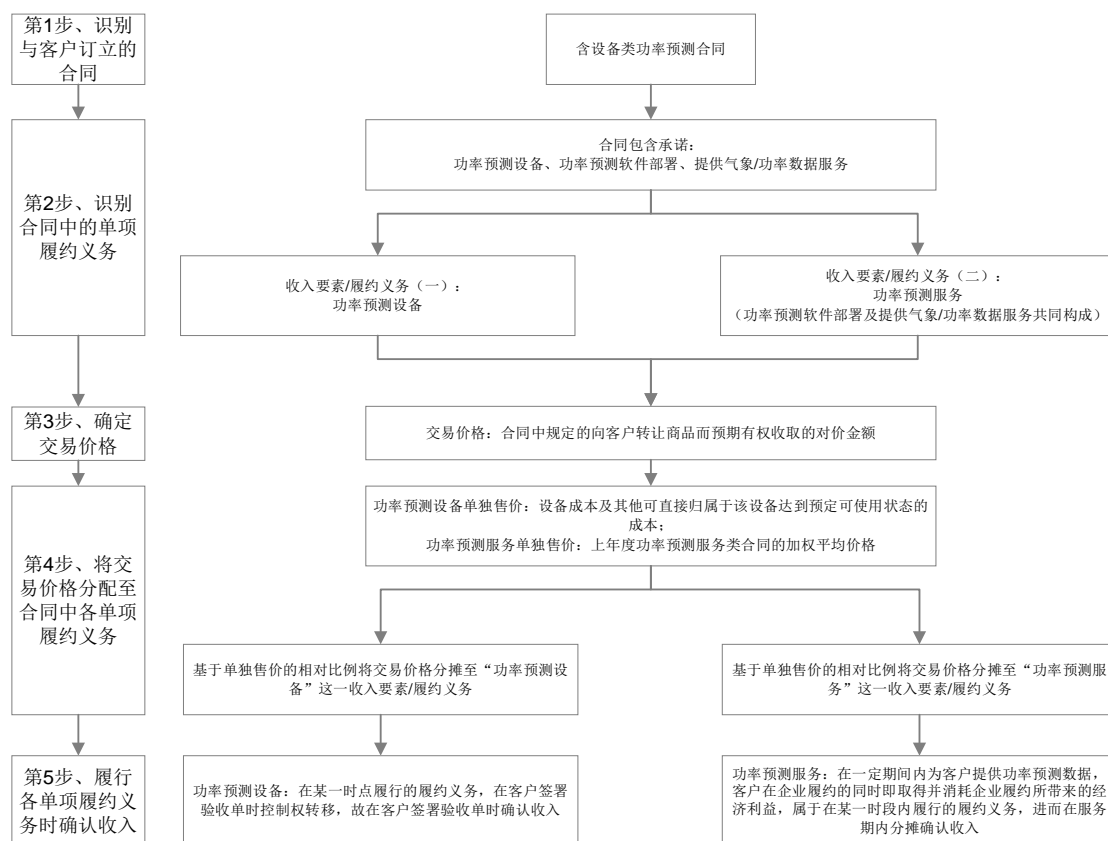 第1步、识别
与客户订立的
合同
含设备类功率预测合同
第2步、识别
合同中的单项
履约义务
合同包含承诺：
功率预测设备、功率预测软件部署、提供气象/功率数据服务
收入要素/履约义务（一）：
功率预测设备
收入要素/履约义务（二）：
功率预测服务
（功率预测软件部署及提供气象/功率数据服务共同构成）
第3步、确定
交易价格
交易价格：合同中规定的向客户转让商品而预期有权收取的对价金额
第4步、将交
易价格分配至
合同中各单项
履约义务
功率预测设备单独售价：设备成本及其他可直接归属于该设备达到预定可使用状态的
成本；
功率预测服务单独售价：上年度功率预测服务类合同的加权平均价格
基于单独售价的相对比例将交易价格分摊至“功率预测设
备”这一收入要素/履约义务
基于单独售价的相对比例将交易价格分摊至“功率预测服
务”这一收入要素/履约义务
第5步、履行
各单项履约义
务时确认收入
功率预测设备：在某一时点履行的履约义务，在客户签署
验收单时控制权转移，故在客户签署验收单时确认收入
功率预测服务：在一定期间内为客户提供功率预测数据，
客户在企业履约的同时即取得并消耗企业履约所带来的经
济利益，属于在某一时段内履行的履约义务，进而在服务
期内分摊确认收入